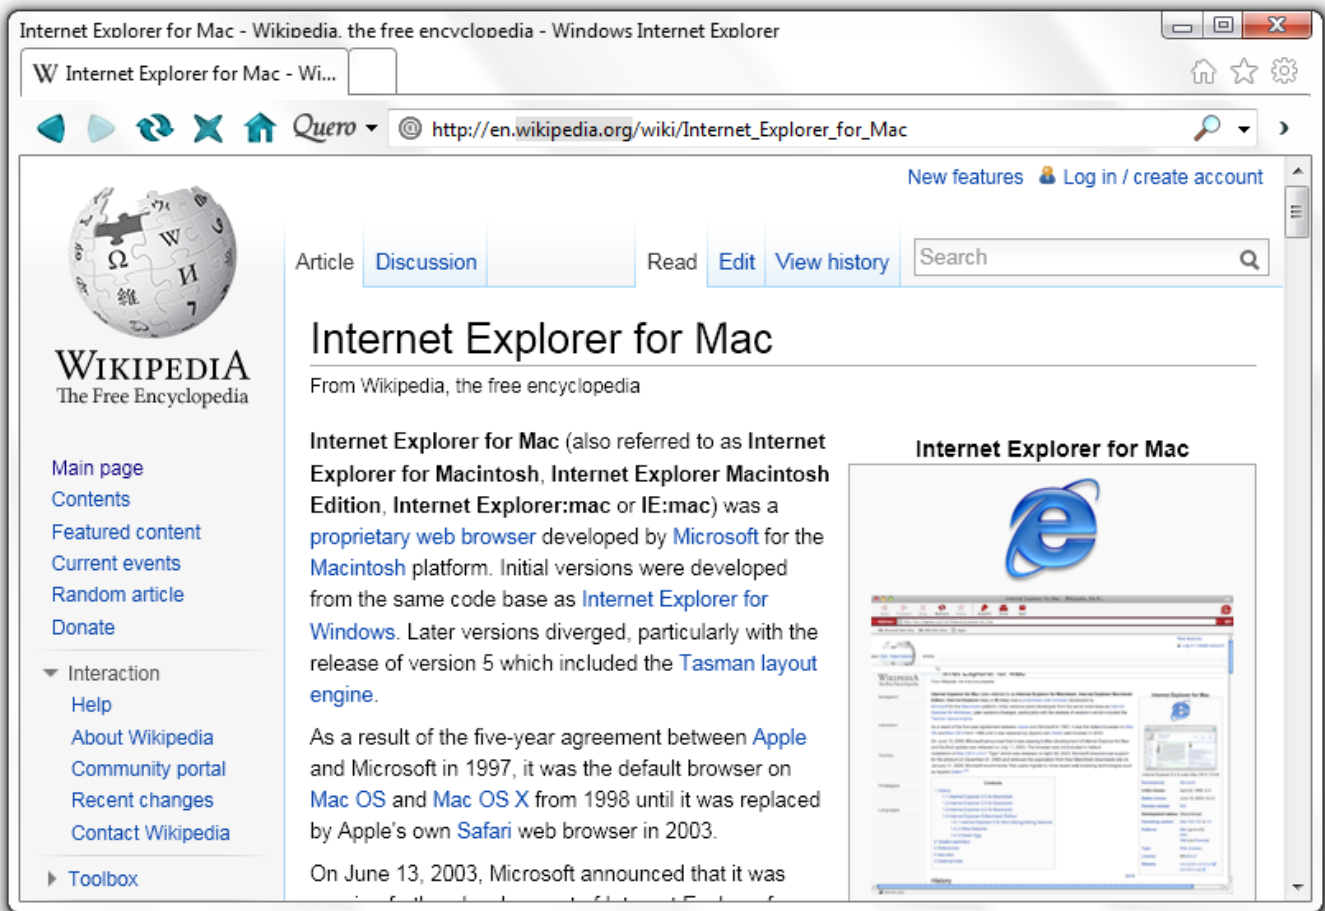 Internet Explorer for Mac - Wikipedia, the free encyclopedia - Windows Internet Explorer
W Internet Explorer for Mac - Wi...
Quero
http://en.wikipedia.org/wiki/Internet_Explorer_for_Mac
New features Log in / create account
Article Discussion Read Edit View history Search
WIKIPEDIA
The Free Encyclopedia
Main page
Contents
Featured content
Current events
Random article
Donate
Interaction
Help
About Wikipedia
Community portal
Recent changes
Contact Wikipedia
Toolbox
Internet Explorer for Mac
From Wikipedia, the free encyclopedia
Internet Explorer for Mac (also referred to as Internet
Explorer for Macintosh, Internet Explorer Macintosh
Edition, Internet Explorer:mac or IE:mac) was a
proprietary web browser developed by Microsoft for the
Macintosh platform. Initial versions were developed
from the same code base as Internet Explorer for
Windows. Later versions diverged, particularly with the
release of version 5 which included the Tasman layout
engine.
As a result of the five-year agreement between Apple
and Microsoft in 1997, it was the default browser on
Mac OS and Mac OS X from 1998 until it was replaced
by Apple's own Safari web browser in 2003.
On June 13, 2003, Microsoft announced that it was
Internet Explorer for Mac